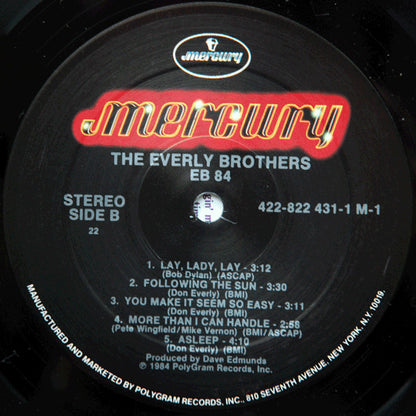 mercury
mercury
THE EVERLY BROTHERS
EB 84
STEREO
SIDE B
22
422-822 431-1 M-1
1. LAY, LADY, LAY - 3:12
(Bob Dylan) (ASCAP)
2. FOLLOWING THE SUN - 3:30
(Don Everly) (BMI)
3. YOU MAKE IT SEEM SO EASY - 3:11
(Don Everly) (BMI)
4. MORE THAN I CAN HANDLE - 2:58
(Pete Wingfield/Mike Vernon) (BMI/ASCAP)
5. ASLEEP - 4:10
(Don Everly) (BMI)
Produced by Dave Edmunds
℗ 1984 PolyGram Records, Inc.
MANUFACTURED AND MARKETED BY POLYGRAM RECORDS, INC., 810 SEVENTH AVENUE, NEW YORK, N.Y. 10019.